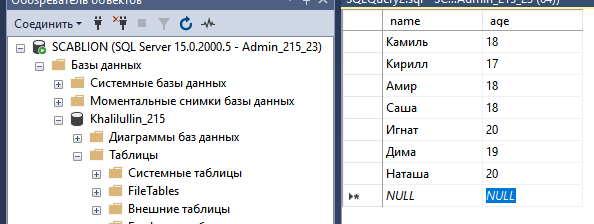 Обозреватель объектов
SQLQuery2.sql - SC...Admin_215_23 (64))
Соединить
SCABLION (SQL Server 15.0.2000.5 - Admin_215_23)
Базы данных
Системные базы данных
Моментальные снимки базы данных
Khalilullin_215
Диаграммы баз данных
Таблицы
Системные таблицы
FileTables
Внешние таблицы
name age
Камиль 18
Кирилл 17
Амир 18
Саша 18
Игнат 20
Дима 19
Наташа 20
NULL NULL